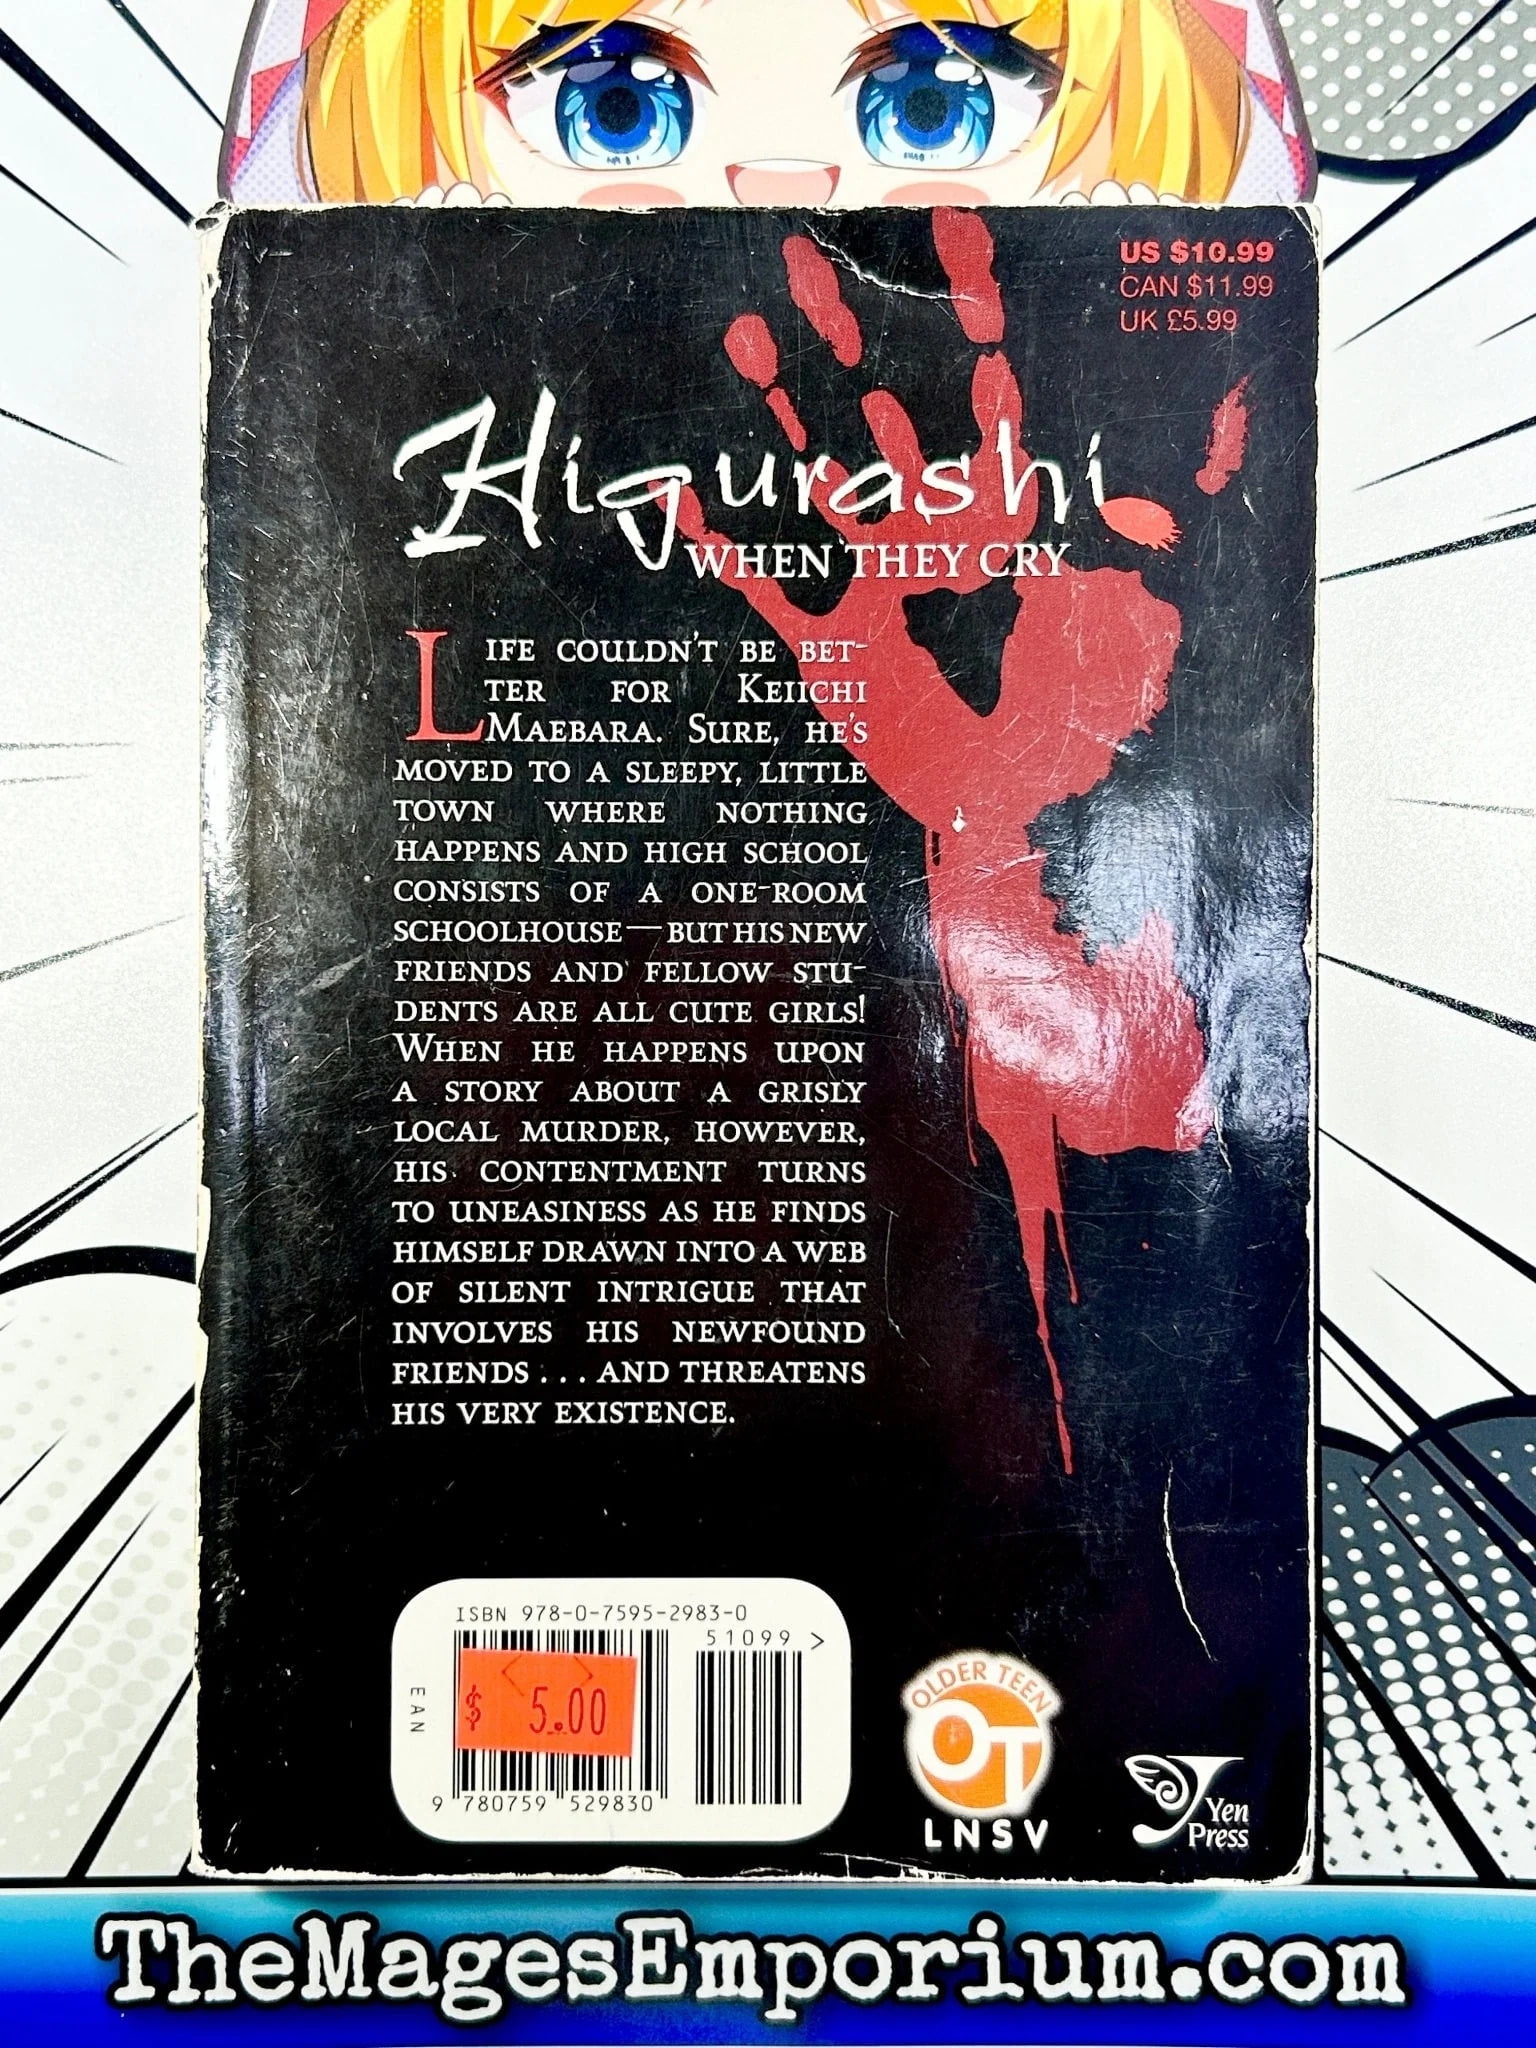 US $10.99
CAN $11.99
UK £5.99
Higurashi
WHEN THEY CRY
LIFE COULDN'T BE BET-
TER FOR KEIICHI
MAEBARA. SURE, HE'S
MOVED TO A SLEEPY, LITTLE
TOWN WHERE NOTHING
HAPPENS AND HIGH SCHOOL
CONSISTS OF A ONE-ROOM
SCHOOLHOUSE—BUT HIS NEW
FRIENDS AND FELLOW STU-
DENTS ARE ALL CUTE GIRLS!
WHEN HE HAPPENS UPON
A STORY ABOUT A GRISLY
LOCAL MURDER, HOWEVER,
HIS CONTENTMENT TURNS
TO UNEASINESS AS HE FINDS
HIMSELF DRAWN INTO A WEB
OF SILENT INTRIGUE THAT
INVOLVES HIS NEWFOUND
FRIENDS . . . AND THREATENS
HIS VERY EXISTENCE.
ISBN 978-0-7595-2983-0
51099 >
EAN
$ 5.00
9 780759 529830
OLDER TEEN
OT
LNSV
Yen
Press
TheMagesEmporium.com